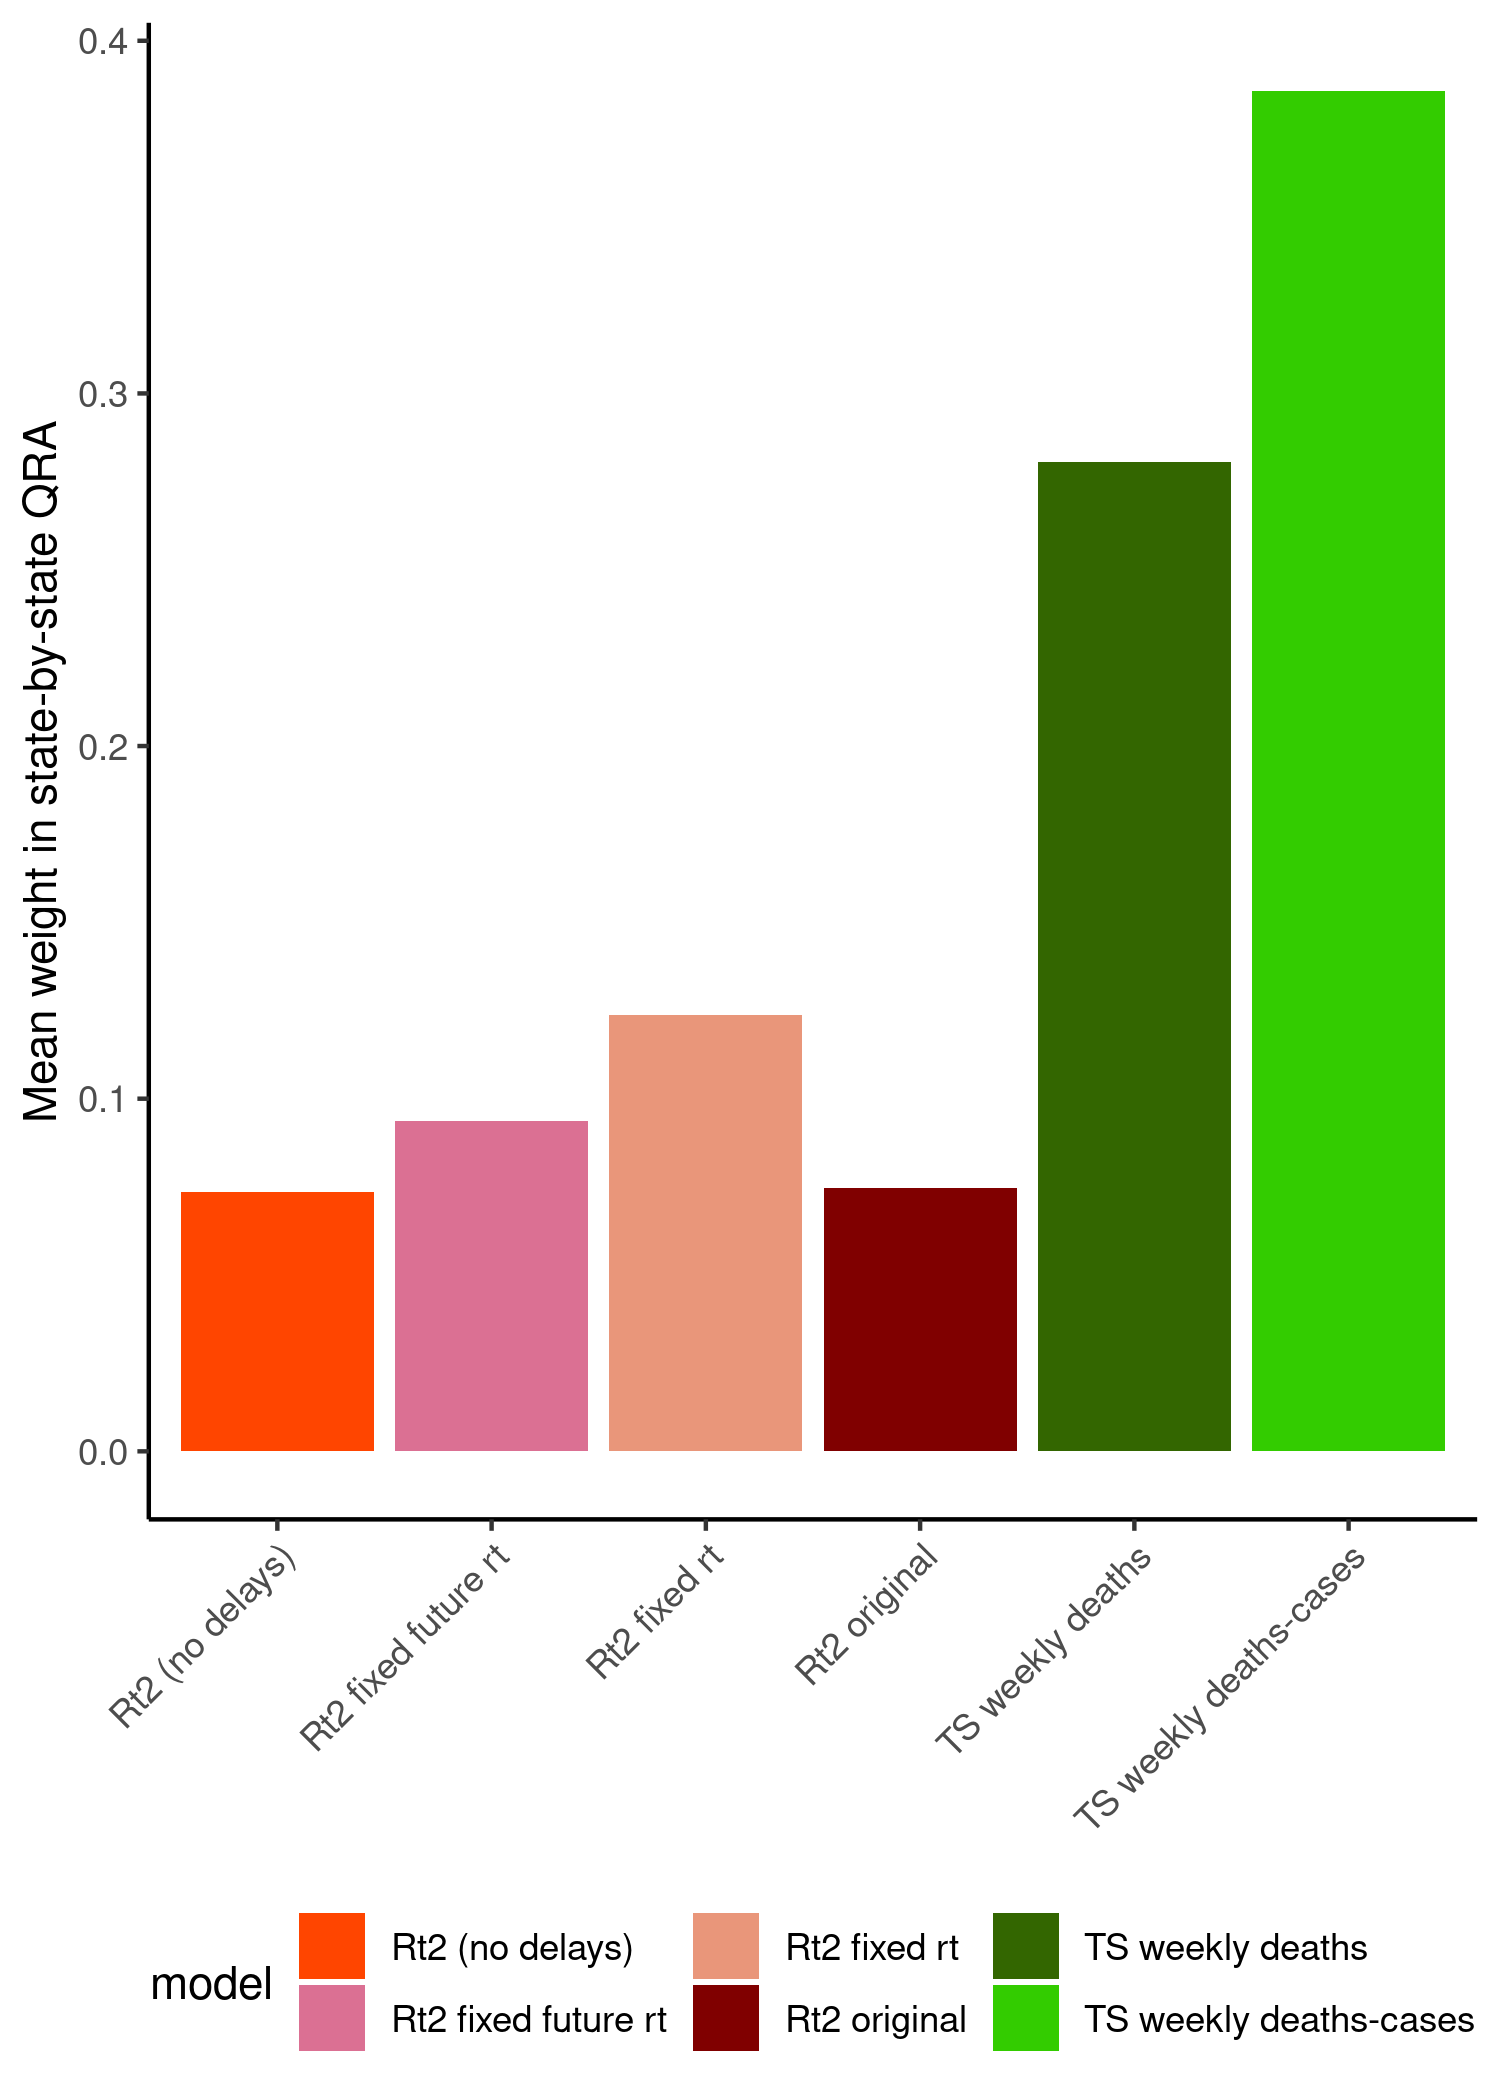 0.4
0.3
0.2
0.1
0.0
Mean weight in state-by-state QRA
Rt2 (no delays)
Rt2 fixed future rt
Rt2 fixed rt
Rt2 original
TS weekly deaths
TS weekly deaths-cases
model
Rt2 (no delays)
Rt2 fixed future rt
Rt2 fixed rt
Rt2 original
TS weekly deaths
TS weekly deaths-cases